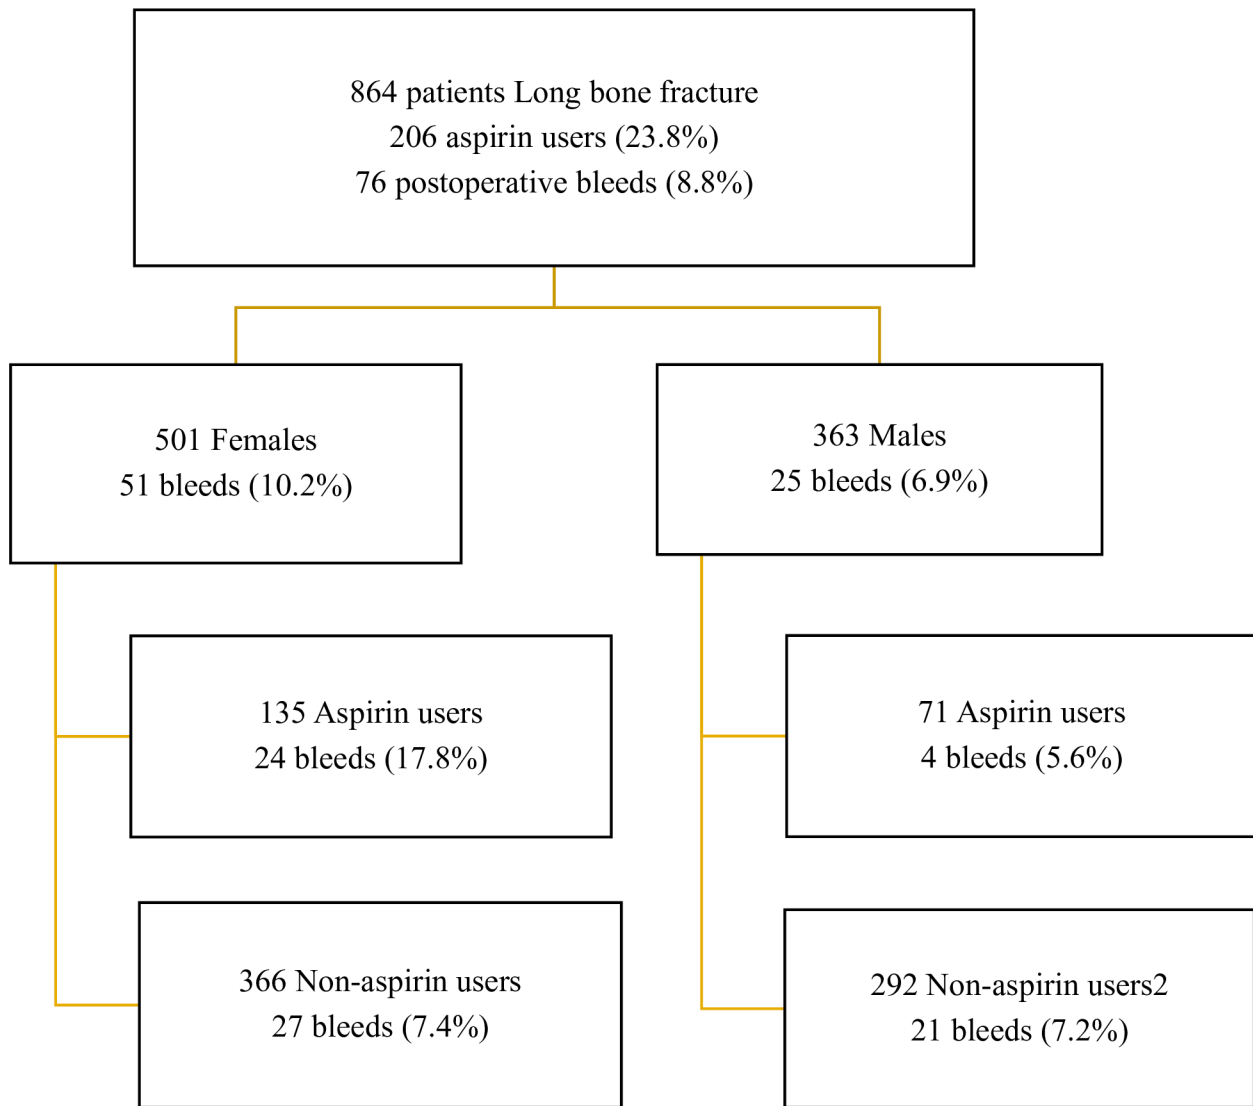 864 patients Long bone fracture
206 aspirin users (23.8%)
76 postoperative bleeds (8.8%)
501 Females
51 bleeds (10.2%)
363 Males
25 bleeds (6.9%)
135 Aspirin users
24 bleeds (17.8%)
71 Aspirin users
4 bleeds (5.6%)
366 Non-aspirin users
27 bleeds (7.4%)
292 Non-aspirin users2
21 bleeds (7.2%)